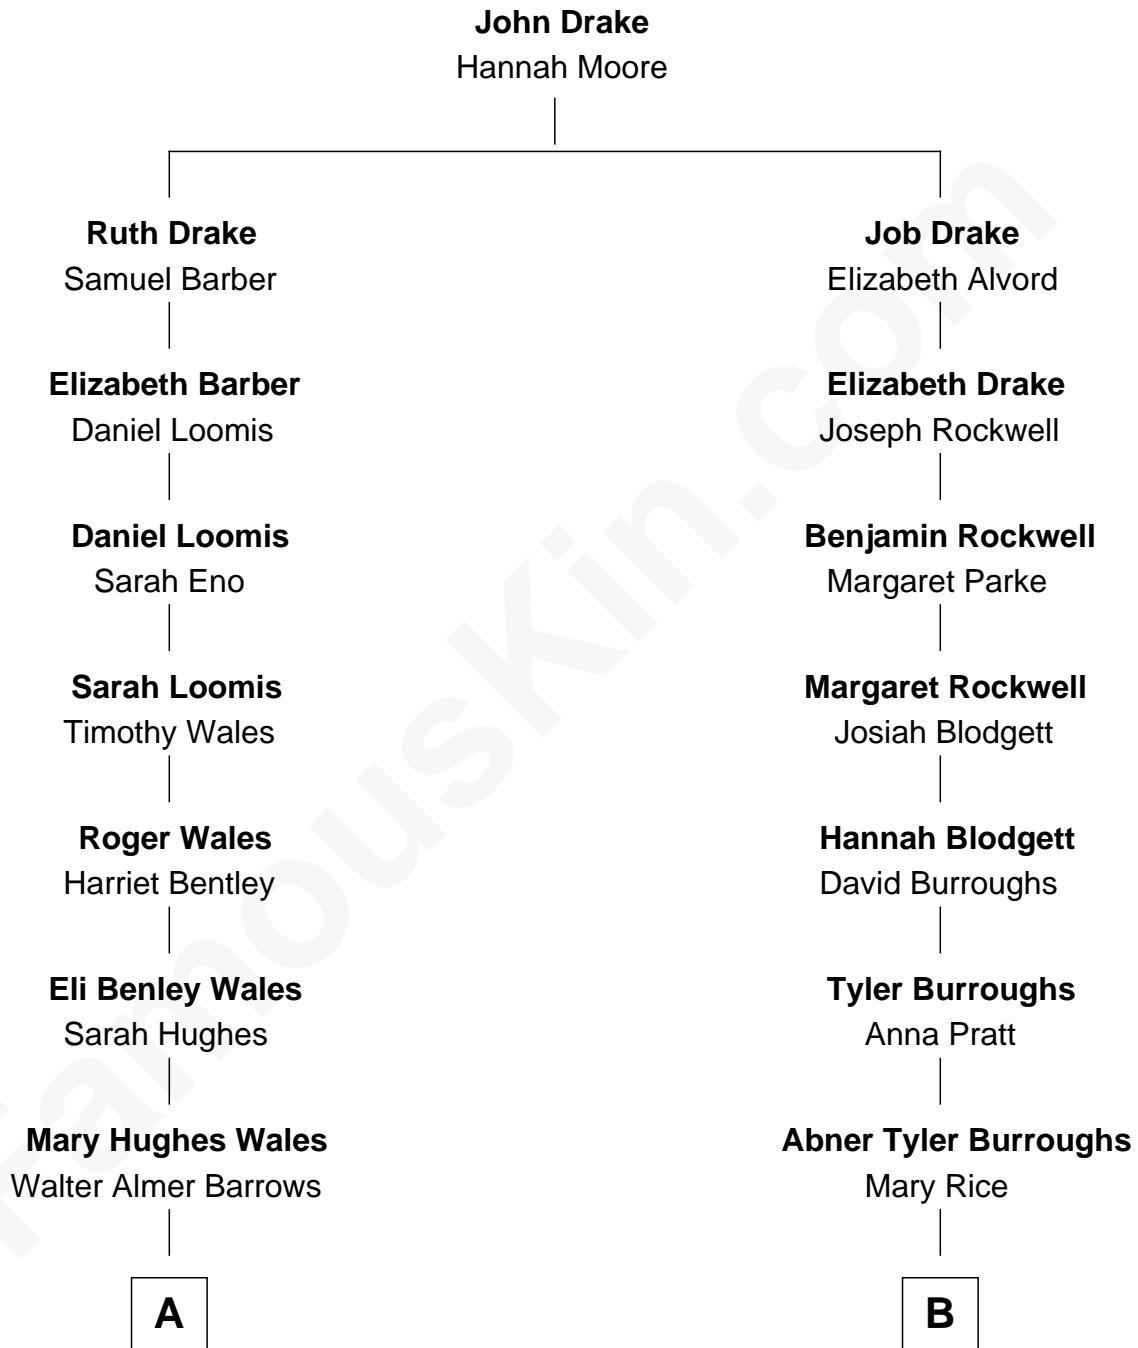 John Drake
Hannah Moore
Ruth Drake
Samuel Barber
Elizabeth Barber
Daniel Loomis
Daniel Loomis
Sarah Eno
Sarah Loomis
Timothy Wales
Roger Wales
Harriet Bentley
Eli Benley Wales
Sarah Hughes
Mary Hughes Wales
Walter Almer Barrows
A
Job Drake
Elizabeth Alvord
Elizabeth Drake
Joseph Rockwell
Benjamin Rockwell
Margaret Parke
Margaret Rockwell
Josiah Blodgett
Hannah Blodgett
David Burroughs
Tyler Burroughs
Anna Pratt
Abner Tyler Burroughs
Mary Rice
B
FamousKin.com